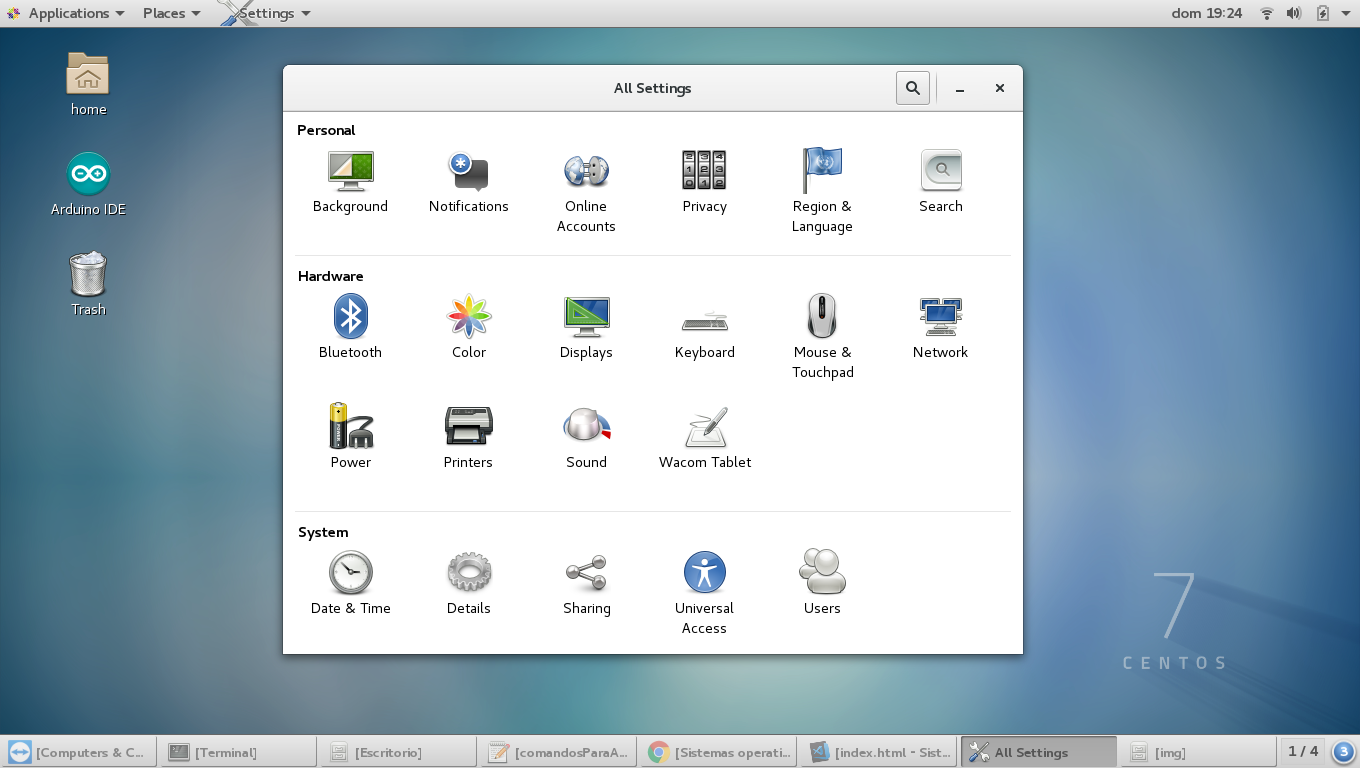 Applications Places Settings dom 19:24
home
Arduino IDE
Trash
All Settings
Personal
Background Notifications Online Accounts Privacy Region & Language Search
Hardware
Bluetooth Color Displays Keyboard Mouse & Touchpad Network
Power Printers Sound Wacom Tablet
System
Date & Time Details Sharing Universal Access Users
7
CENTOS
[Computers & C... [Terminal] [Escritorio] [comandosParaA... [Sistemas operati... [index.html - Sist... All Settings [img] 1 / 4 3